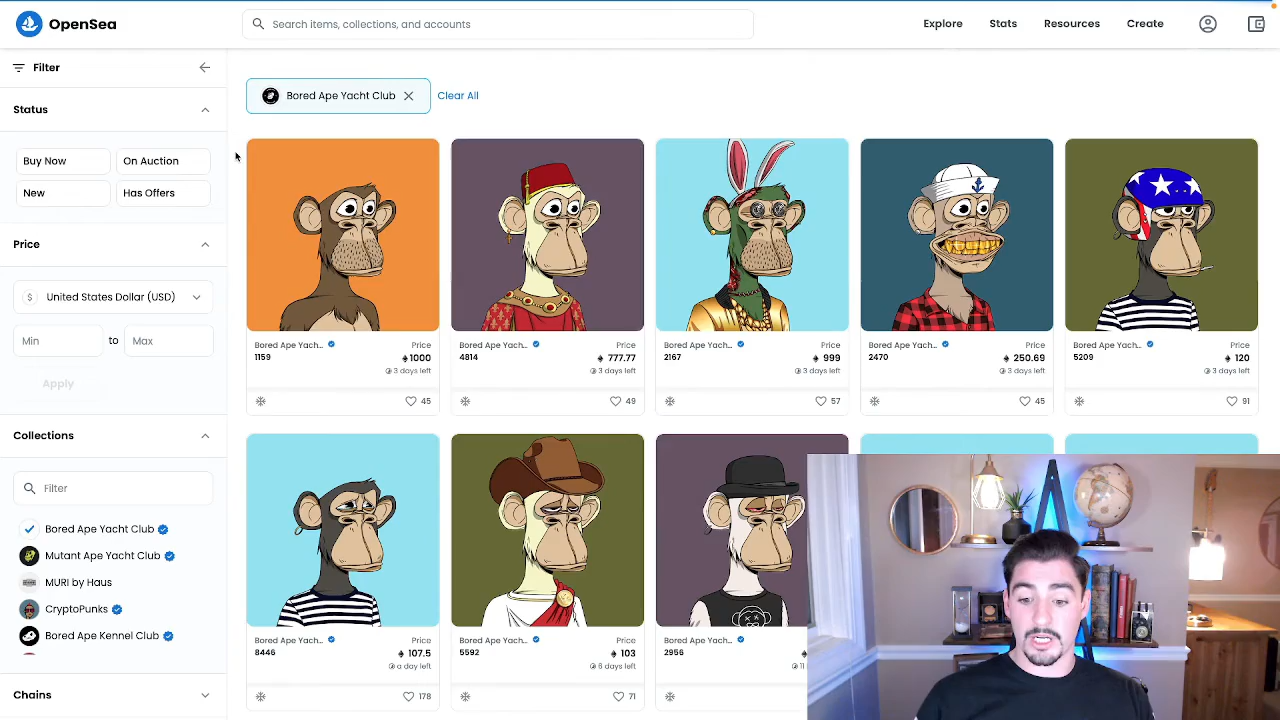 OpenSea
Search items, collections, and accounts
Explore
Stats
Resources
Create
Filter
Bored Ape Yacht Club
Clear All
Status
Buy Now
On Auction
New
Has Offers
Price
$ United States Dollar (USD)
Min
to
Max
Apply
Collections
Filter
Bored Ape Yacht Club
Mutant Ape Yacht Club
MURI by Haus
CryptoPunks
Bored Ape Kennel Club
Chains
Bored Ape Yach... Price
1159 1000
3 days left
45
Bored Ape Yach... Price
4814 777.77
3 days left
49
Bored Ape Yach... Price
2167 999
3 days left
57
Bored Ape Yach... Price
2470 250.69
3 days left
45
Bored Ape Yach... Price
5209 120
3 days left
91
Bored Ape Yach... Price
8446 107.5
a day left
178
Bored Ape Yach... Price
5592 103
6 days left
71
Bored Ape Yach...
2956
11